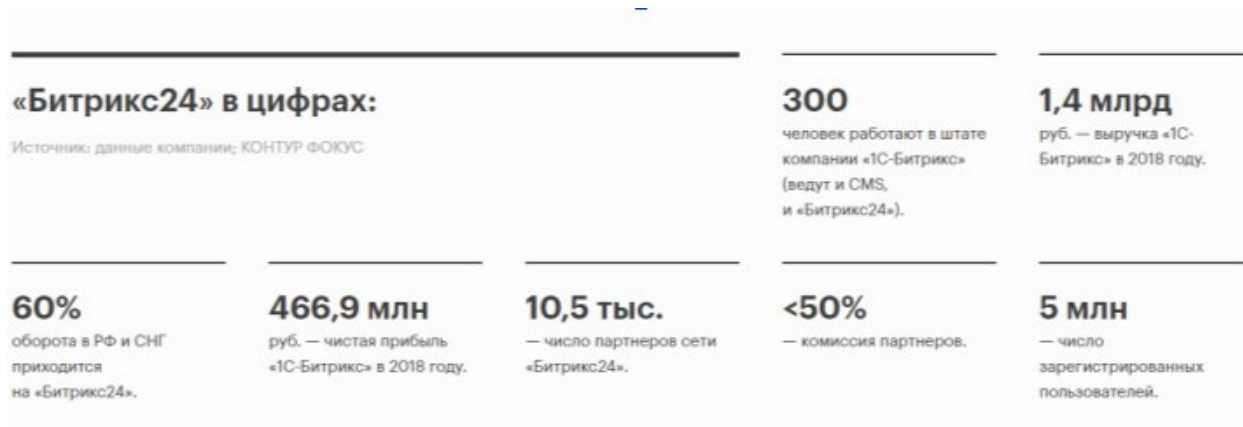 «Битрикс24» в цифрах:
Источник: данные компании; КОНТУР ФОКУС
300
человек работают в штате
компании «1С-Битрикс»
(ведут и CMS,
и «Битрикс24»).
1,4 млрд
руб. — выручка «1С-
Битрикс» в 2018 году.
60%
оборота в РФ и СНГ
приходится
на «Битрикс24».
466,9 млн
руб. — чистая прибыль
«1С-Битрикс» в 2018 году.
10,5 тыс.
— число партнеров сети
«Битрикс24».
<50%
— комиссия партнеров.
5 млн
— число
зарегистрированных
пользователей.